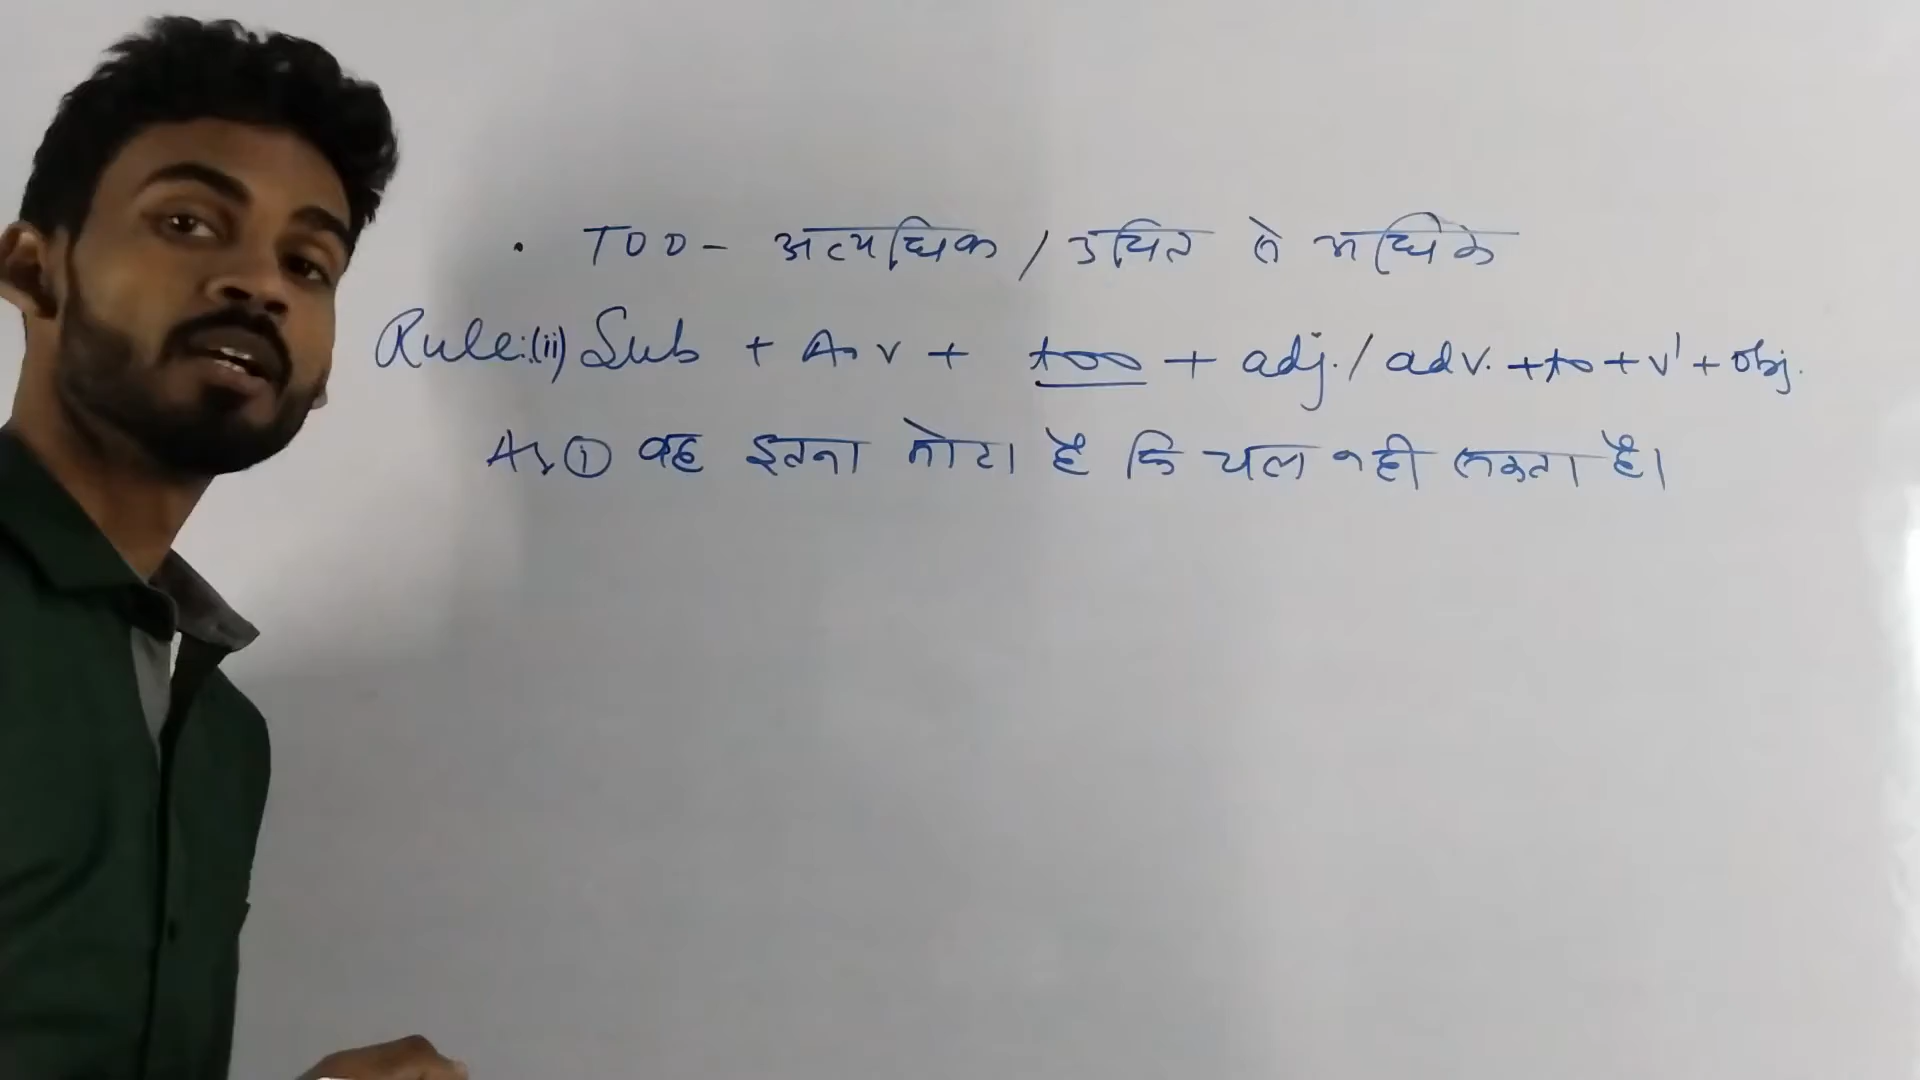 • TOO - अत्यधिक / उचित से अधिक
Rule:(ii) Sub + A.v + too + adj. / adv. + to + v¹ + obj.
As ① वह इतना मोटा है कि चल नही सकता है।